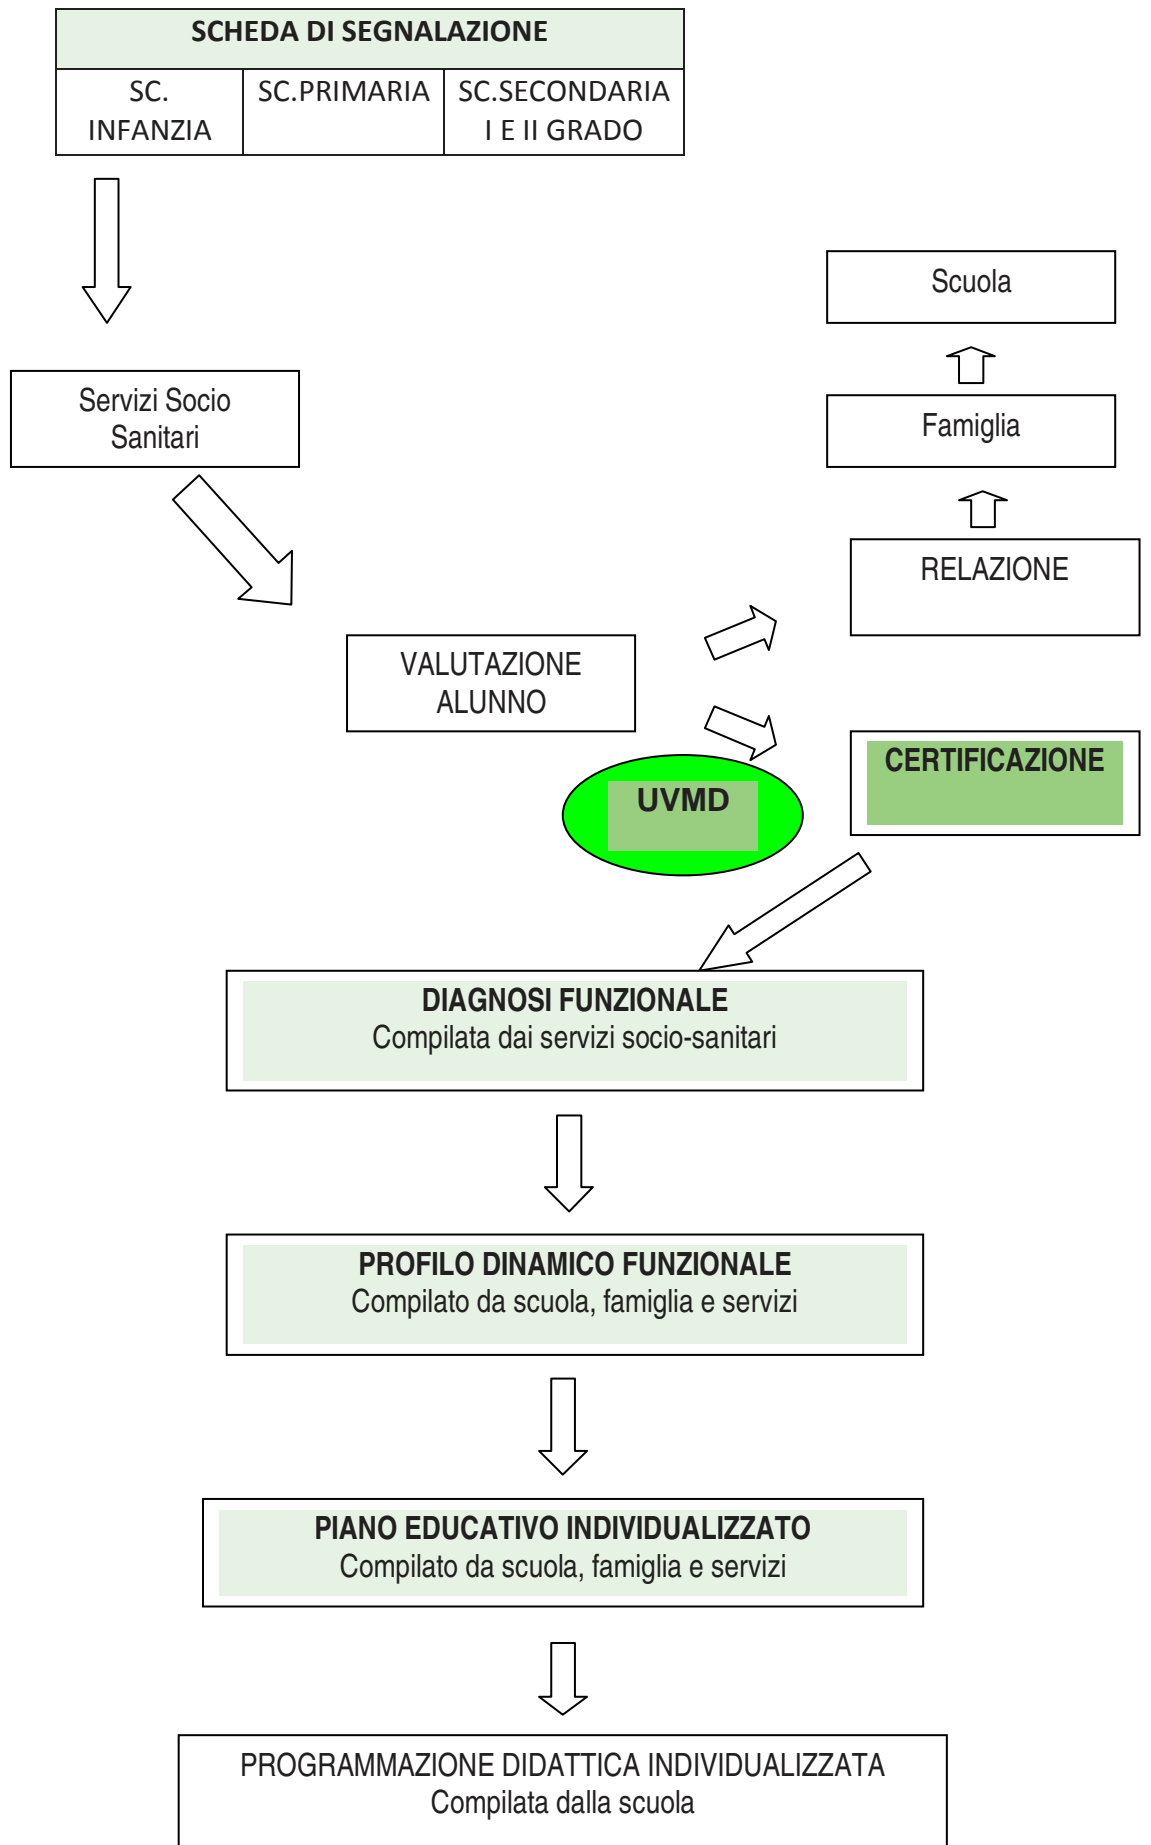 SCHEDA DI SEGNALAZIONE
SC.
INFANZIA
SC.PRIMARIA
SC.SECONDARIA
I E II GRADO
Scuola
Famiglia
Servizi Socio
Sanitari
RELAZIONE
VALUTAZIONE
ALUNNO
CERTIFICAZIONE
UVMD
DIAGNOSI FUNZIONALE
Compilata dai servizi socio-sanitari
PROFILO DINAMICO FUNZIONALE
Compilato da scuola, famiglia e servizi
PIANO EDUCATIVO INDIVIDUALIZZATO
Compilato da scuola, famiglia e servizi
PROGRAMMAZIONE DIDATTICA INDIVIDUALIZZATA
Compilata dalla scuola